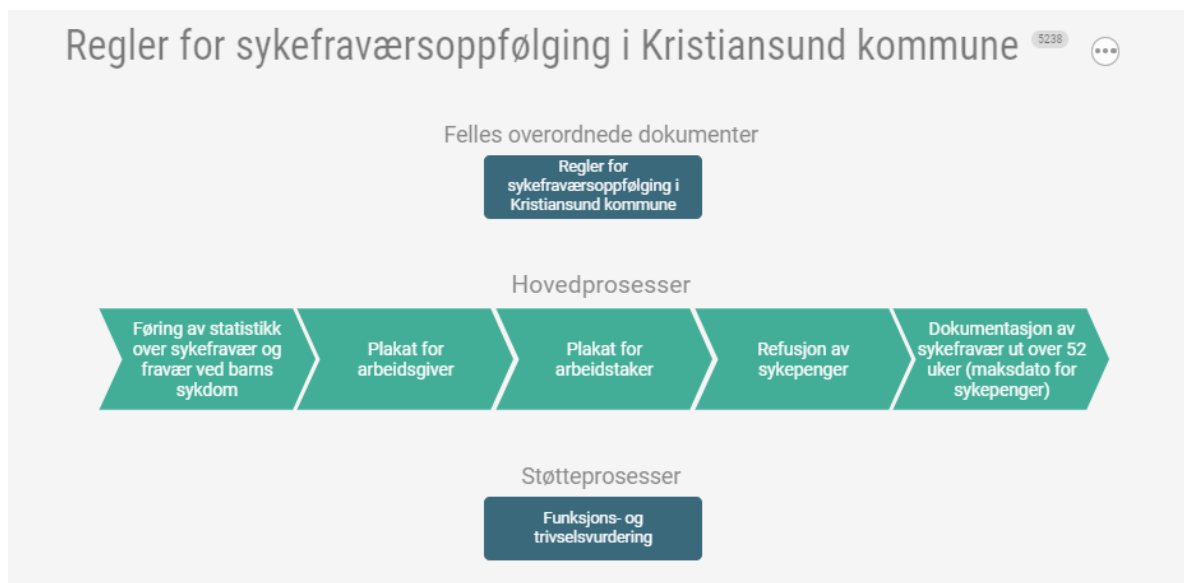 Regler for sykefraværsoppfølging i Kristiansund kommune 5238
Felles overordnede dokumenter
Regler for
sykefraværsoppfølging i
Kristiansund kommune
Hovedprosesser
Føring av statistikk
over sykefravær og
fravær ved barns
sykdom
Plakat for
arbeidsgiver
Plakat for
arbeidstaker
Refusjon av
sykepenger
Dokumentasjon av
sykefravær ut over 52
uker (maksdato for
sykepenger)
Støtteprosesser
Funksjons- og
trivselsvurdering